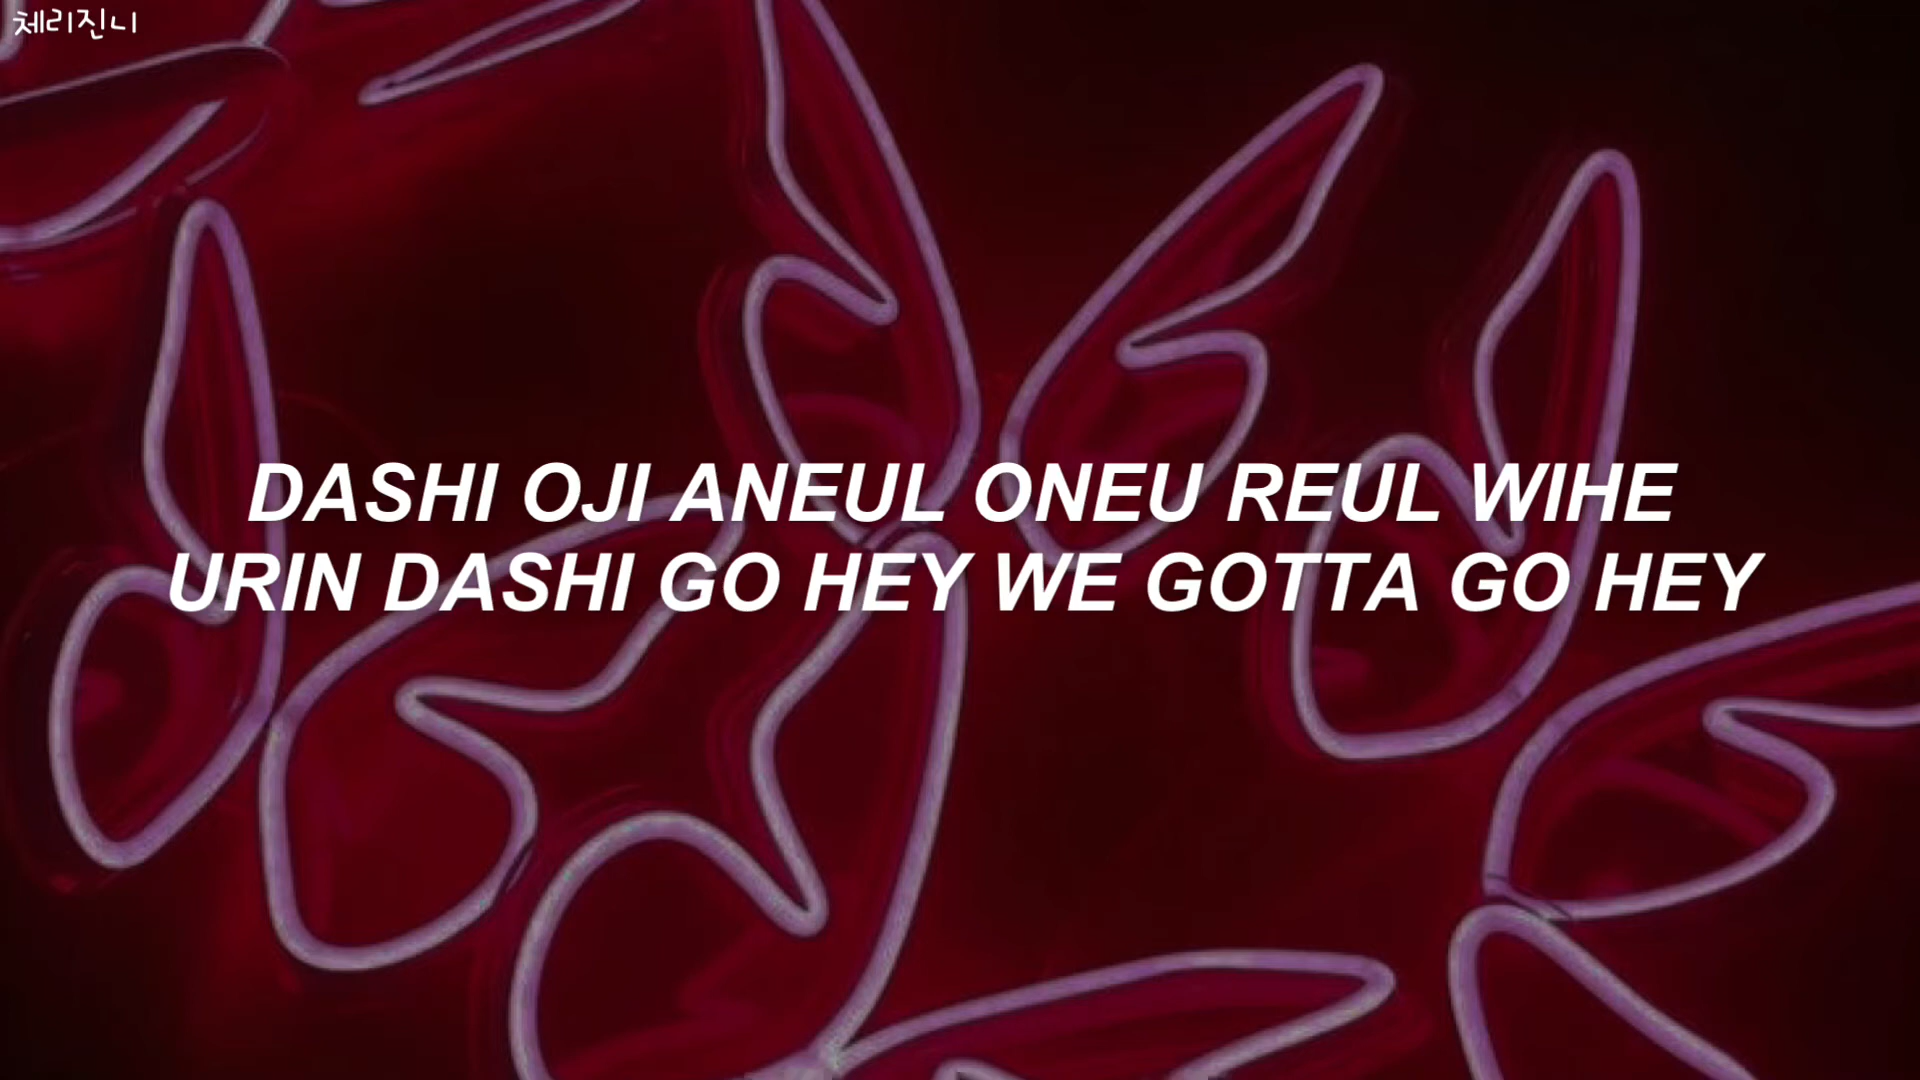 체리진니
DASHI OJI ANEUL ONEU REUL WIHE
URIN DASHI GO HEY WE GOTTA GO HEY